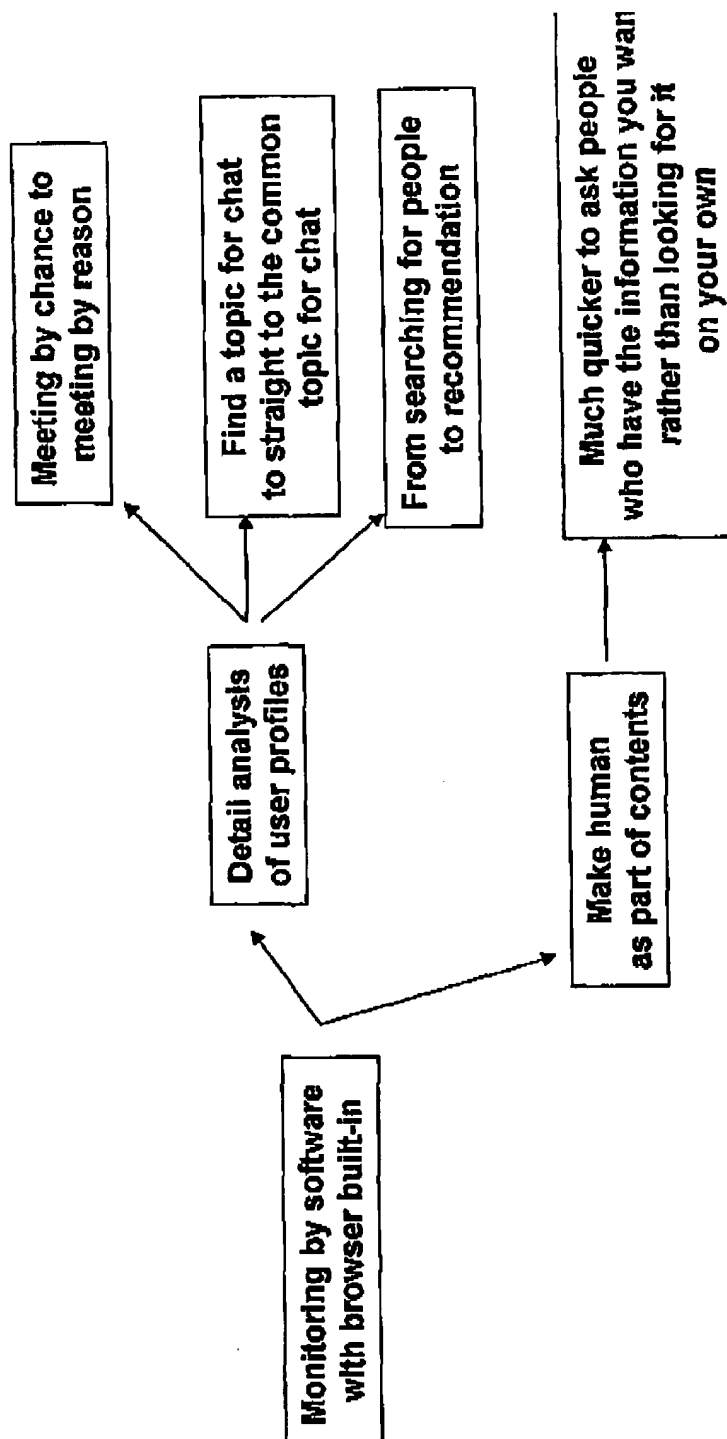 Monitoring by software
with browser built-in
Detail analysis
of user profiles
Make human
as part of contents
Meeting by chance to
meeting by reason
Find a topic for chat
to straight to the common
topic for chat
From searching for people
to recommendation
Much quicker to ask people
who have the information you wan
rather than looking for it
on your own